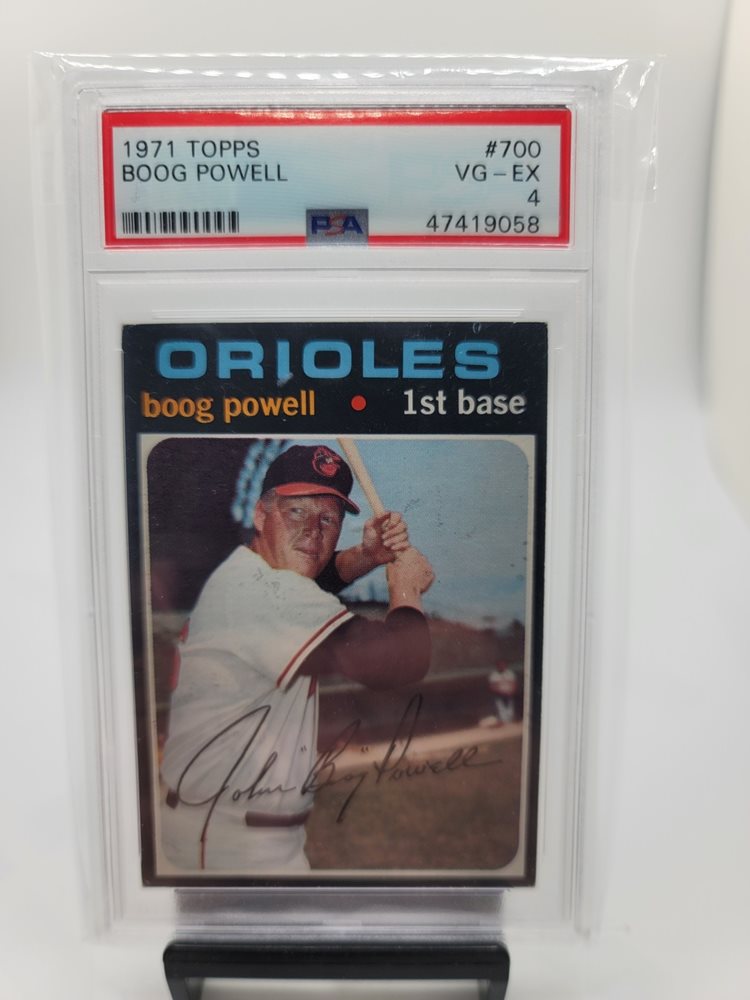 1971 TOPPS #700
BOOG POWELL VG-EX
4
PSA 47419058
ORIOLES
boog powell • 1st base
John "Boog" Powell